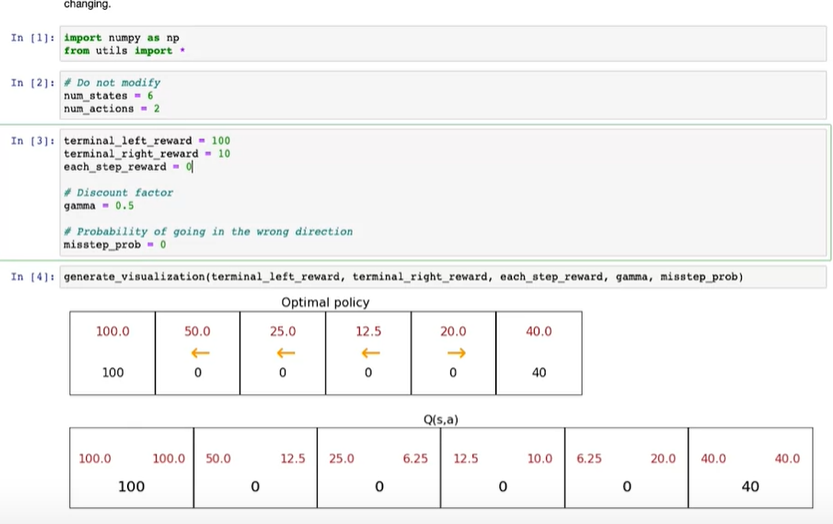 changing.
In [1]: import numpy as np
from utils import *
In [2]: # Do not modify
num_states = 6
num_actions = 2
In [3]: terminal_left_reward = 100
terminal_right_reward = 10
each_step_reward = 0
# Discount factor
gamma = 0.5
# Probability of going in the wrong direction
misstep_prob = 0
In [4]: generate_visualization(terminal_left_reward, terminal_right_reward, each_step_reward, gamma, misstep_prob)
Optimal policy
100.0 50.0 25.0 12.5 20.0 40.0
← ← ← →
100 0 0 0 0 40
Q(s,a)
100.0 100.0 50.0 12.5 25.0 6.25 12.5 10.0 6.25 20.0 40.0 40.0
100 0 0 0 0 40